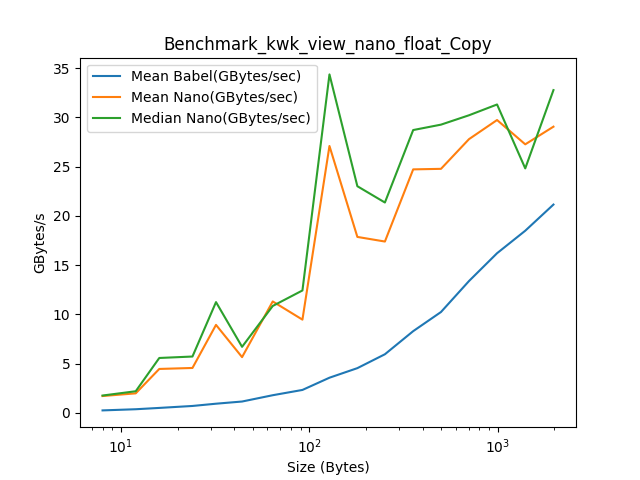 Benchmark_kwk_view_nano_float_Copy
Mean Babel(GBytes/sec)
Mean Nano(GBytes/sec)
Median Nano(GBytes/sec)
GBytes/s
35
30
25
20
15
10
5
0
10¹ 10² 10³
Size (Bytes)